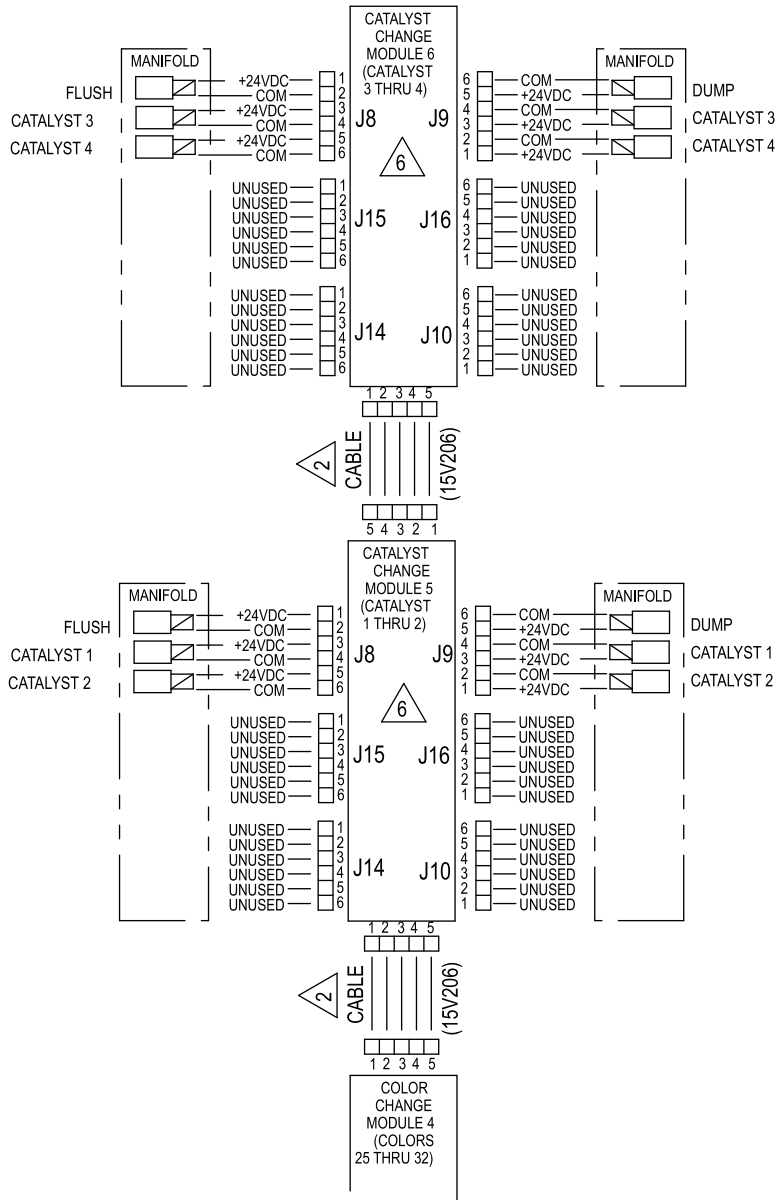 CATALYST
CHANGE
MODULE 6
(CATALYST
3 THRU 4)
MANIFOLD
FLUSH
CATALYST 3
CATALYST 4
+24VDC 1
COM 2
+24VDC 3
COM 4
+24VDC 5
COM 6
J8
J9
6 COM
5 +24VDC
4 COM
3 +24VDC
2 COM
1 +24VDC
MANIFOLD
DUMP
CATALYST 3
CATALYST 4
6
UNUSED 1
UNUSED 2
UNUSED 3
UNUSED 4
UNUSED 5
UNUSED 6
J15
J16
6 UNUSED
5 UNUSED
4 UNUSED
3 UNUSED
2 UNUSED
1 UNUSED
UNUSED 1
UNUSED 2
UNUSED 3
UNUSED 4
UNUSED 5
UNUSED 6
J14
J10
6 UNUSED
5 UNUSED
4 UNUSED
3 UNUSED
2 UNUSED
1 UNUSED
1 2 3 4 5
2
CABLE
(15V206)
5 4 3 2 1
CATALYST
CHANGE
MODULE 5
(CATALYST
1 THRU 2)
MANIFOLD
FLUSH
CATALYST 1
CATALYST 2
+24VDC 1
COM 2
+24VDC 3
COM 4
+24VDC 5
COM 6
J8
J9
6 COM
5 +24VDC
4 COM
3 +24VDC
2 COM
1 +24VDC
MANIFOLD
DUMP
CATALYST 1
CATALYST 2
6
UNUSED 1
UNUSED 2
UNUSED 3
UNUSED 4
UNUSED 5
UNUSED 6
J15
J16
6 UNUSED
5 UNUSED
4 UNUSED
3 UNUSED
2 UNUSED
1 UNUSED
UNUSED 1
UNUSED 2
UNUSED 3
UNUSED 4
UNUSED 5
UNUSED 6
J14
J10
6 UNUSED
5 UNUSED
4 UNUSED
3 UNUSED
2 UNUSED
1 UNUSED
1 2 3 4 5
2
CABLE
(15V206)
1 2 3 4 5
COLOR
CHANGE
MODULE 4
(COLORS
25 THRU 32)